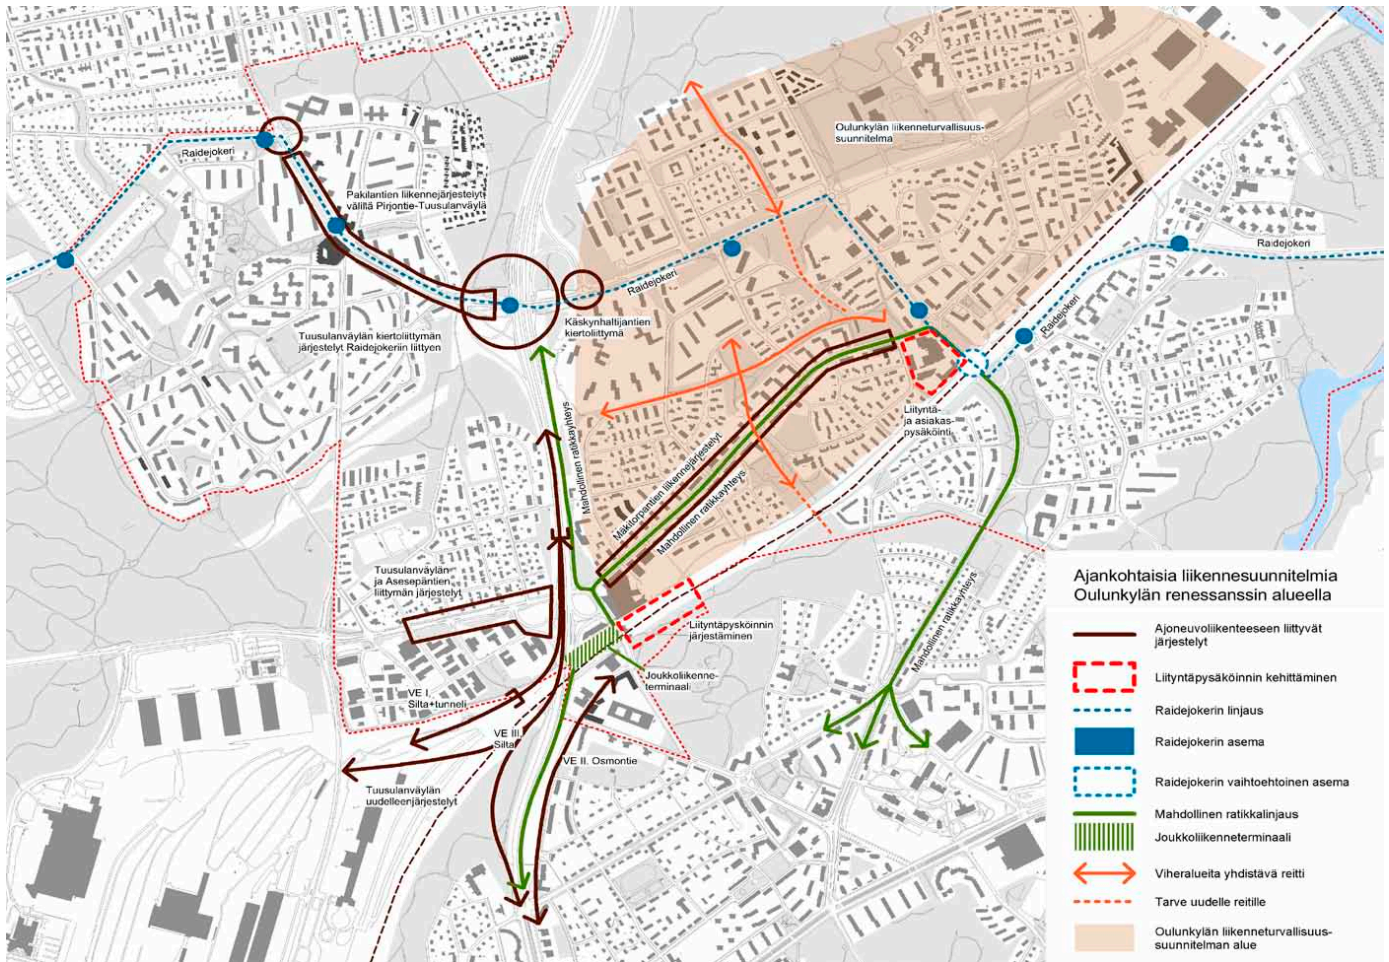 Raidejokeri
Pakilantien liikennejärjestelyt
välillä Pirjontie-Tuusulanväylä
Oulunkylän liikenneturvallisuus-
suunnitelma
Raidejokeri
Raidejokeri
Raidejokeri
Tuusulanväylän kiertoliittymän
järjestelyt Raidejokeriin liittyen
Käskynhaltijantien
kiertoliittymä
Liityntä-
ja asiakas-
pysäköinti
Mahdollinen ratikkayhteys
Mäkitorpantien liikennejärjestelyt
Mahdollinen ratikkayhteys
Tuusulanväylän
ja Asesepäntien
liittymän järjestelyt
Liityntäpysköinnin
järjestäminen
Joukkoliikenne-
terminaali
Mahdollinen ratikkayhteys
VE I,
Silta+tunneli
VE III,
Silta
VE II. Osmontie
Tuusulanväylän
uudelleenjärjestelyt
Ajankohtaisia liikennesuunnitelmia
Oulunkylän renessanssin alueella
Ajoneuvoliikenteeseen liittyvät
järjestelyt
Liityntäpysäköinnin kehittäminen
Raidejokerin linjaus
Raidejokerin asema
Raidejokerin vaihtoehtoinen asema
Mahdollinen ratikkalinjaus
Joukkoliikenneterminaali
Viheralueita yhdistävä reitti
Tarve uudelle reitille
Oulunkylän liikenneturvallisuus-
suunnitelman alue